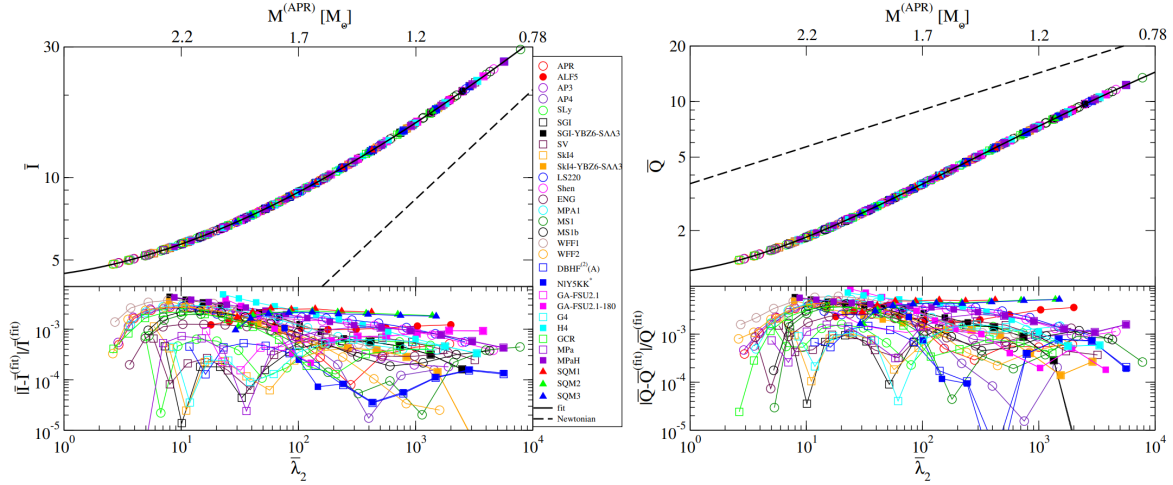 M^(APR) [M_⊙]
2.2 1.7 1.2 0.78
30
10
5
Ī
10^-3
10^-4
10^-5
|Ī-Ī^(fit)|/Ī^(fit)
10^0 10^1 10^2 10^3 10^4
λ̄_2
APR
ALF5
AP3
AP4
SLy
SGI
SGI-YBZ6-SΛΛ3
SV
SkI4
SkI4-YBZ6-SΛΛ3
LS220
Shen
ENG
MPA1
MS1
MS1b
WFF1
WFF2
DBHF^(2)(A)
NlY5KK^*
GA-FSU2.1
GA-FSU2.1-180
G4
H4
GCR
MPa
MPaH
SQM1
SQM2
SQM3
fit
Newtonian
M^(APR) [M_⊙]
2.2 1.7 1.2 0.78
20
10
5
2
Q̄
10^-2
10^-3
10^-4
10^-5
|Q̄-Q̄^(fit)|/Q̄^(fit)
10^0 10^1 10^2 10^3 10^4
λ̄_2